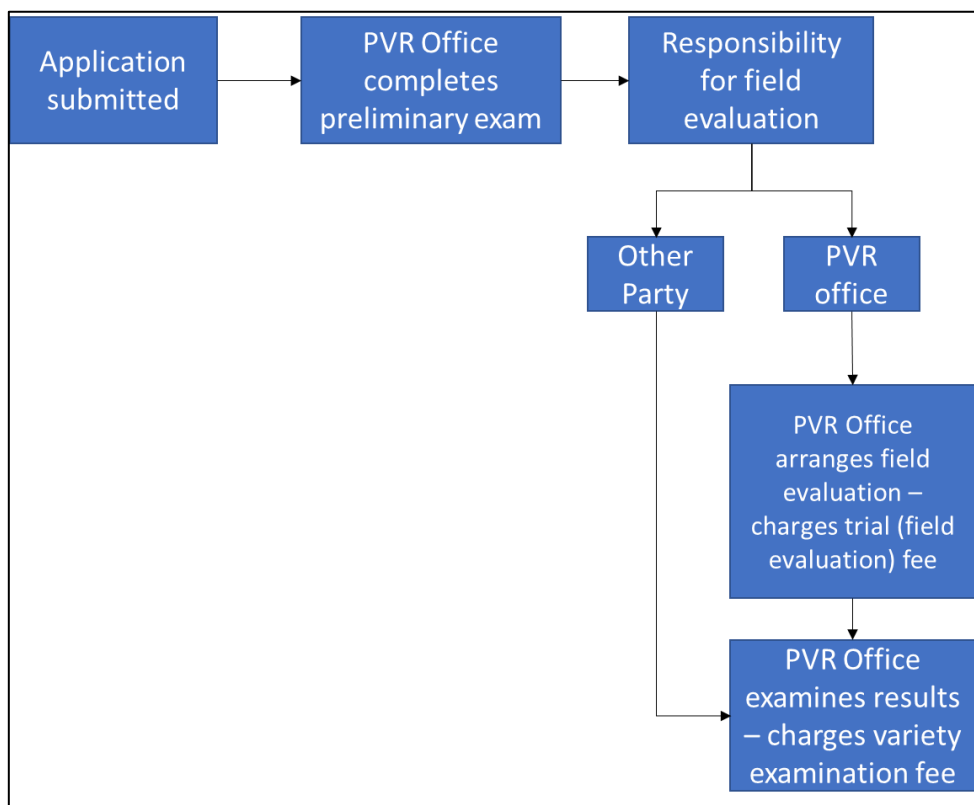 Application
submitted
PVR Office
completes
preliminary exam
Responsibility
for field
evaluation
Other
Party
PVR
office
PVR Office
arranges field
evaluation –
charges trial (field
evaluation) fee
PVR Office
examines results
– charges variety
examination fee